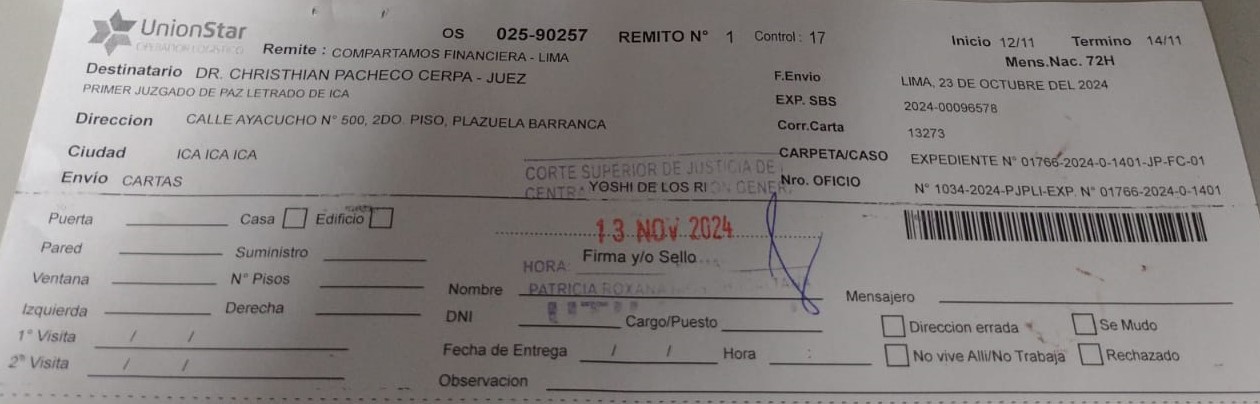 UnionStar OS 025-90257 REMITO N° 1 Control: 17 Inicio 12/11 Termino 14/11
OPERADOR LOGISTICO Remite : COMPARTAMOS FINANCIERA - LIMA Mens.Nac. 72H
Destinatario DR. CHRISTHIAN PACHECO CERPA - JUEZ F.Envio LIMA, 23 DE OCTUBRE DEL 2024
PRIMER JUZGADO DE PAZ LETRADO DE ICA EXP. SBS 2024-00096578
Direccion CALLE AYACUCHO N° 500, 2DO. PISO, PLAZUELA BARRANCA Corr.Carta 13273
Ciudad ICA ICA ICA CARPETA/CASO EXPEDIENTE N° 01766-2024-0-1401-JP-FC-01
CORTE SUPERIOR DE JUSTICIA DE
Envio CARTAS YOSHI DE LOS RI Nro. OFICIO N° 1034-2024-PJPLI-EXP. N° 01766-2024-0-1401
Puerta Casa Edificio
13 NOV 2024
Pared Suministro Firma y/o Sello
HORA:
Ventana N° Pisos Nombre PATRICIA ROXANA Mensajero
Izquierda Derecha DNI Cargo/Puesto Direccion errada Se Mudo
1° Visita / / Fecha de Entrega / / Hora : No vive Alli/No Trabaja Rechazado
2° Visita / / Observacion